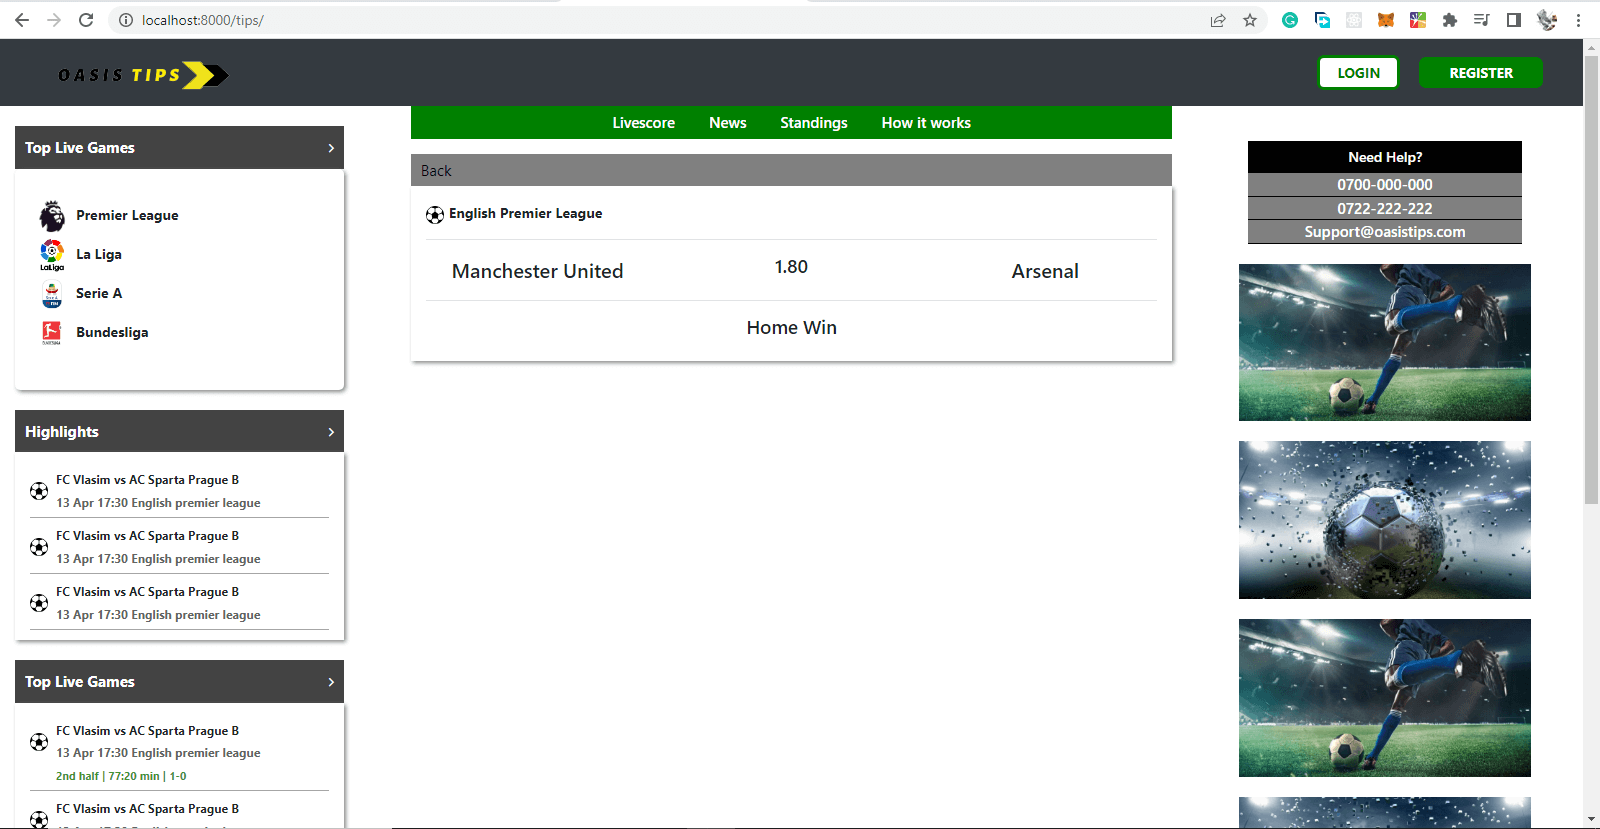 localhost:8000/tips/
OASIS TIPS
LOGIN
REGISTER
Livescore News Standings How it works
Top Live Games
Premier League
La Liga
LaLiga
Serie A
Bundesliga
Highlights
FC Vlasim vs AC Sparta Prague B
13 Apr 17:30 English premier league
FC Vlasim vs AC Sparta Prague B
13 Apr 17:30 English premier league
FC Vlasim vs AC Sparta Prague B
13 Apr 17:30 English premier league
Top Live Games
FC Vlasim vs AC Sparta Prague B
13 Apr 17:30 English premier league
2nd half | 77:20 min | 1-0
FC Vlasim vs AC Sparta Prague B
Back
English Premier League
Manchester United 1.80 Arsenal
Home Win
Need Help?
0700-000-000
0722-222-222
Support@oasistips.com